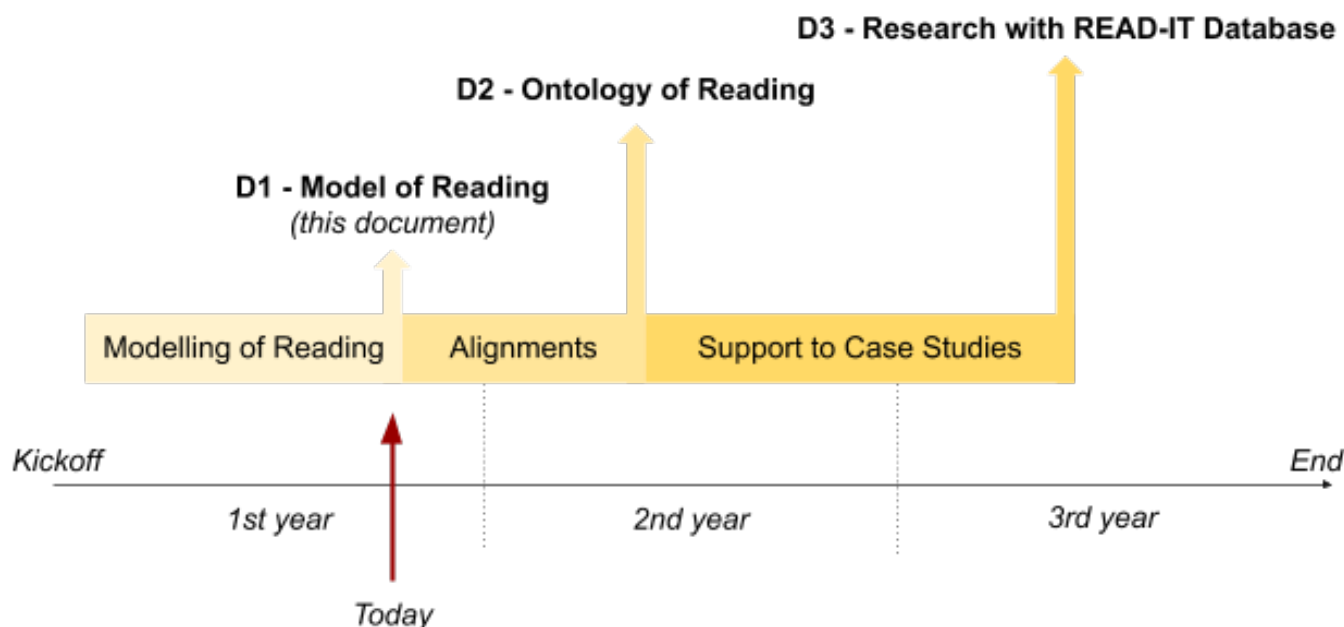 D3 - Research with READ-IT Database
D2 - Ontology of Reading
D1 - Model of Reading
(this document)
Modelling of Reading
Alignments
Support to Case Studies
Kickoff
End
1st year
2nd year
3rd year
Today